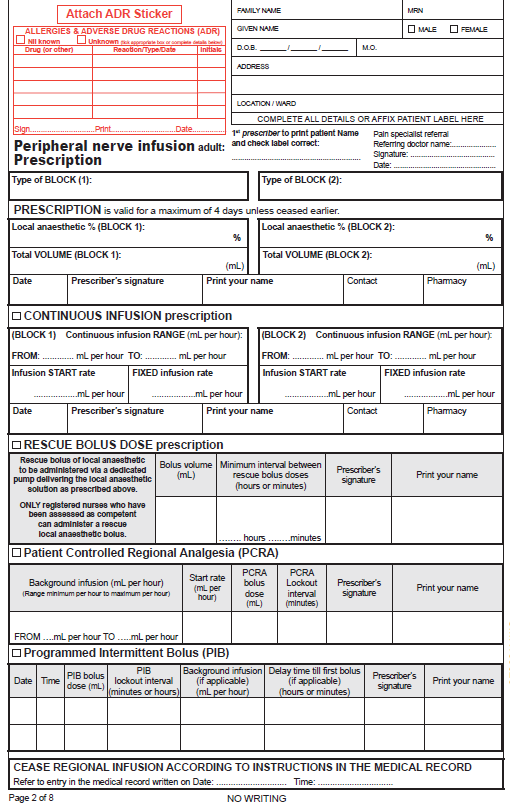 Attach ADR Sticker
ALLERGIES & ADVERSE DRUG REACTIONS (ADR)
Nil known Unknown (tick appropriate box or complete details below)
Drug (or other) Reaction/Type/Date Initials
Sign.......................... Print.......................... Date............
FAMILY NAME MRN
GIVEN NAME MALE FEMALE
D.O.B. ______ / ______ / ______ M.O.
ADDRESS
LOCATION / WARD
COMPLETE ALL DETAILS OR AFFIX PATIENT LABEL HERE
Peripheral nerve infusion adult:
Prescription
1st prescriber to print patient Name
and check label correct:
....................................................
Pain specialist referral
Referring doctor name:..................
Signature: ..................................
Date: ..........................................
Type of BLOCK (1): Type of BLOCK (2):
PRESCRIPTION is valid for a maximum of 4 days unless ceased earlier.
Local anaesthetic % (BLOCK 1): Local anaesthetic % (BLOCK 2):
% %
Total VOLUME (BLOCK 1): Total VOLUME (BLOCK 2):
(mL) (mL)
Date Prescriber's signature Print your name Contact Pharmacy
CONTINUOUS INFUSION prescription
(BLOCK 1) Continuous infusion RANGE (mL per hour): (BLOCK 2) Continuous infusion RANGE (mL per hour):
FROM: ............. mL per hour TO: ............. mL per hour FROM: ............. mL per hour TO: ............. mL per hour
Infusion START rate FIXED infusion rate Infusion START rate FIXED infusion rate
..................mL per hour ..................mL per hour ..................mL per hour ..................mL per hour
Date Prescriber's signature Print your name Contact Pharmacy
RESCUE BOLUS DOSE prescription
Rescue bolus of local anaesthetic
to be administered via a dedicated
pump delivering the local anaesthetic
solution as prescribed above.
ONLY registered nurses who have
been assessed as competent
can administer a rescue
local anaesthetic bolus.
Bolus volume
(mL)
Minimum interval between
rescue bolus doses
(hours or minutes)
Prescriber's
signature
Print your name
........ hours ........minutes
Patient Controlled Regional Analgesia (PCRA)
Background infusion (mL per hour)
(Range minimum per hour to maximum per hour)
Start rate
(mL per
hour)
PCRA
bolus
dose
(mL)
PCRA
Lockout
interval
(minutes)
Prescriber's
signature
Print your name
FROM ....mL per hour TO .....mL per hour
Programmed Intermittent Bolus (PIB)
Date
Time
PIB bolus
dose (mL)
PIB
lockout interval
(minutes or hours)
Background infusion
(if applicable)
(mL per hour)
Delay time till first bolus
(if applicable)
(hours or minutes)
Prescriber's
signature
Print your name
CEASE REGIONAL INFUSION ACCORDING TO INSTRUCTIONS IN THE MEDICAL RECORD
Refer to entry in the medical record written on Date: ............................ Time: ..............................
Page 2 of 8 NO WRITING